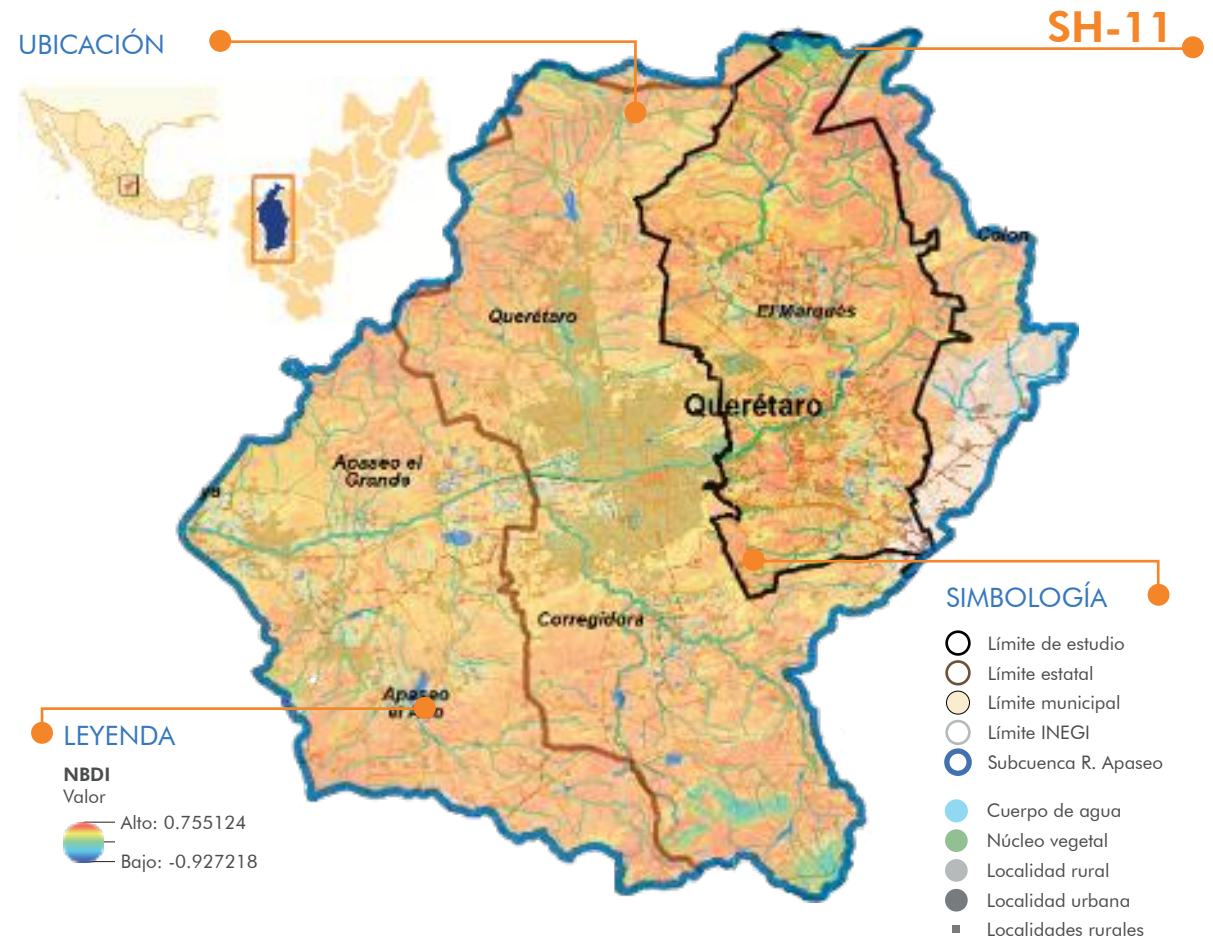 UBICACIÓN
SH-11
Colon
Querétaro
El Marqués
Querétaro
Apaseo el
Grande
ya
Corregidora
Apaseo
el Alto
SIMBOLOGÍA
Límite de estudio
Límite estatal
Límite municipal
Límite INEGI
Subcuenca R. Apaseo
Cuerpo de agua
Núcleo vegetal
Localidad rural
Localidad urbana
Localidades rurales
LEYENDA
NBDI
Valor
Alto: 0.755124
Bajo: -0.927218